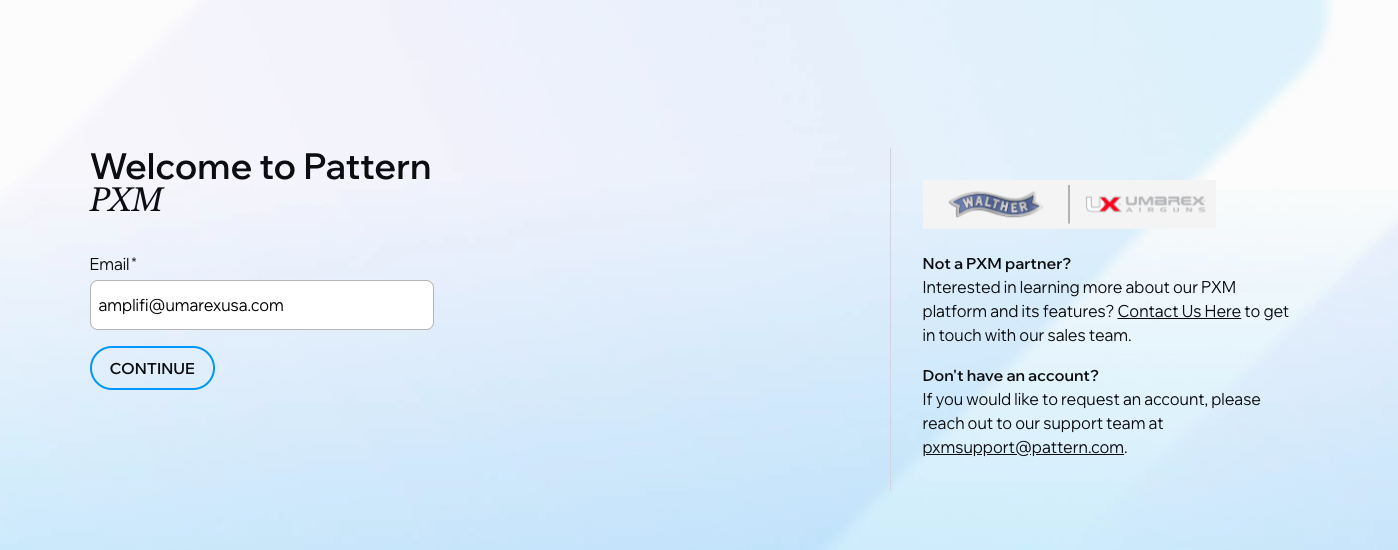 Welcome to Pattern
PXM
Email*
amplifi@umarexusa.com
CONTINUE
WALTHER
UX UMAREX
AIRGUNS
Not a PXM partner?
Interested in learning more about our PXM
platform and its features? Contact Us Here to get
in touch with our sales team.
Don't have an account?
If you would like to request an account, please
reach out to our support team at
pxmsupport@pattern.com.